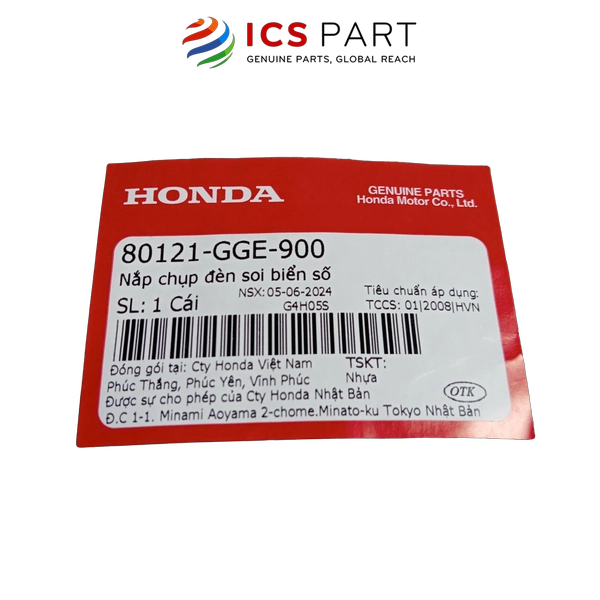 ICS PART
GENUINE PARTS, GLOBAL REACH
HONDA
GENUINE PARTS
Honda Motor Co., Ltd.
80121-GGE-900
Nắp chụp đèn soi biển số
NSX: 05-06-2024
Tiêu chuẩn áp dụng:
SL: 1 Cái
G4H05S
TCCS: 01|2008|HVN
Đóng gói tại: Cty Honda Việt Nam
TSKT:
Phúc Thắng, Phúc Yên, Vĩnh Phúc
Nhựa
Được sự cho phép của Cty Honda Nhật Bản
OTK
Đ.C 1-1. Minami Aoyama 2-chome.Minato-ku Tokyo Nhật Bản